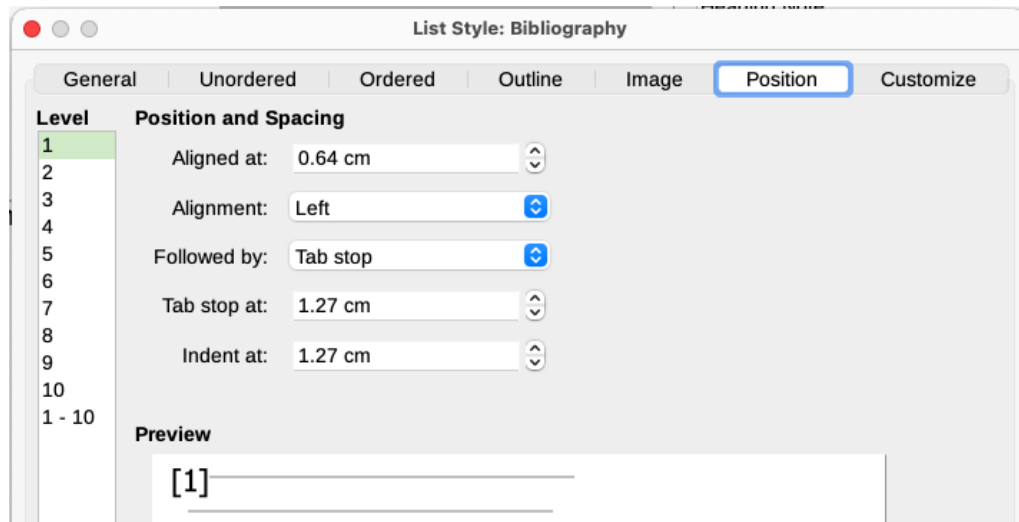 List Style: Bibliography
General Unordered Ordered Outline Image Position Customize
Level
1
2
3
4
5
6
7
8
9
10
1 - 10
Position and Spacing
Aligned at: 0.64 cm
Alignment: Left
Followed by: Tab stop
Tab stop at: 1.27 cm
Indent at: 1.27 cm
Preview
[1]